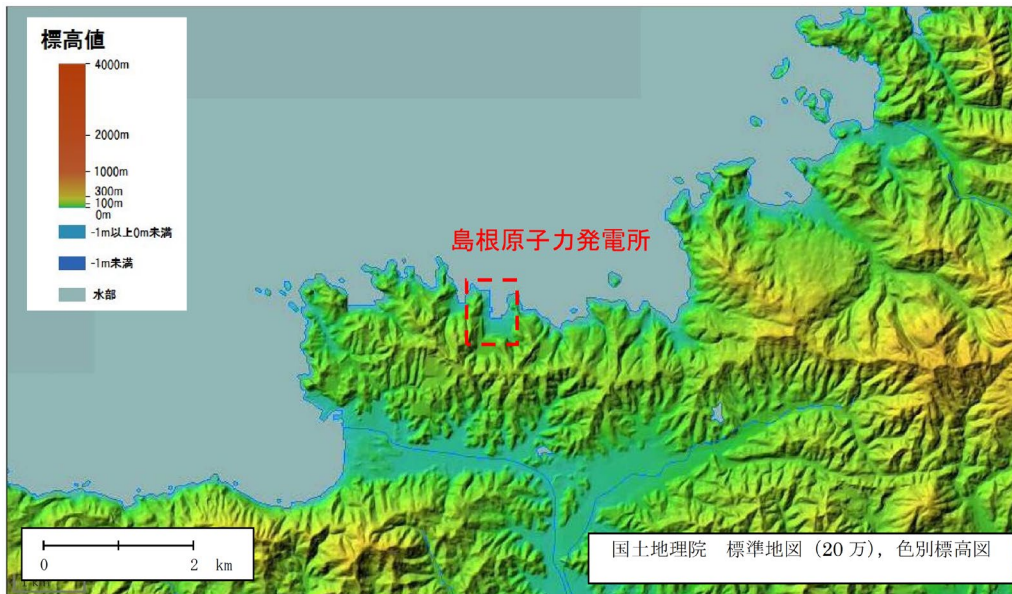 標高値
4000m
2000m
1000m
300m
100m
0m
-1m以上0m未満
-1m未満
水部
島根原子力発電所
0 2 km
国土地理院 標準地図(20万),色別標高図